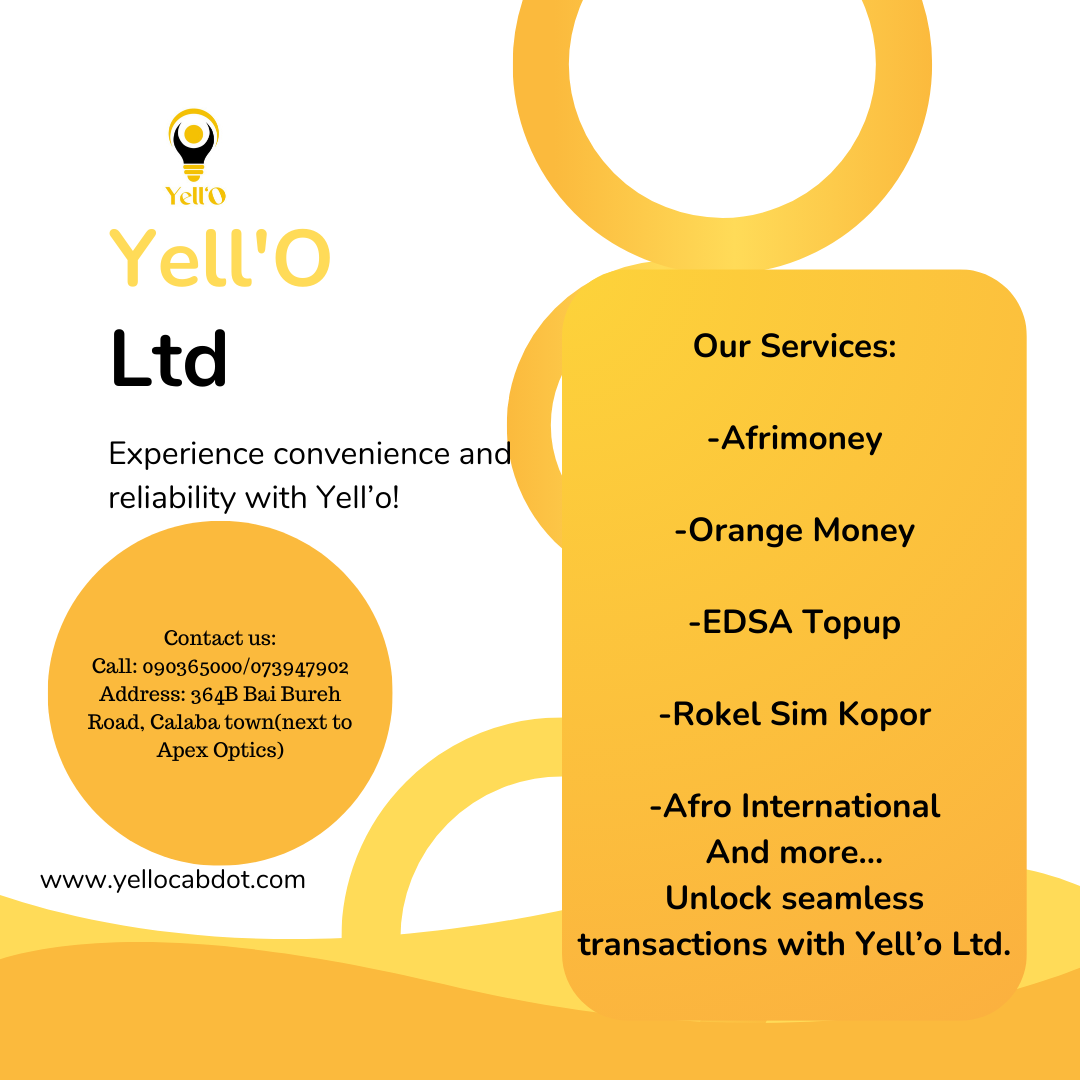 Yell'O
Yell'O
Ltd
Experience convenience and
reliability with Yell’o!
Contact us:
Call: 090365000/073947902
Address: 364B Bai Bureh
Road, Calaba town(next to
Apex Optics)
www.yellocabdot.com
Our Services:
-Afrimoney
-Orange Money
-EDSA Topup
-Rokel Sim Kopor
-Afro International
And more...
Unlock seamless
transactions with Yell’o Ltd.